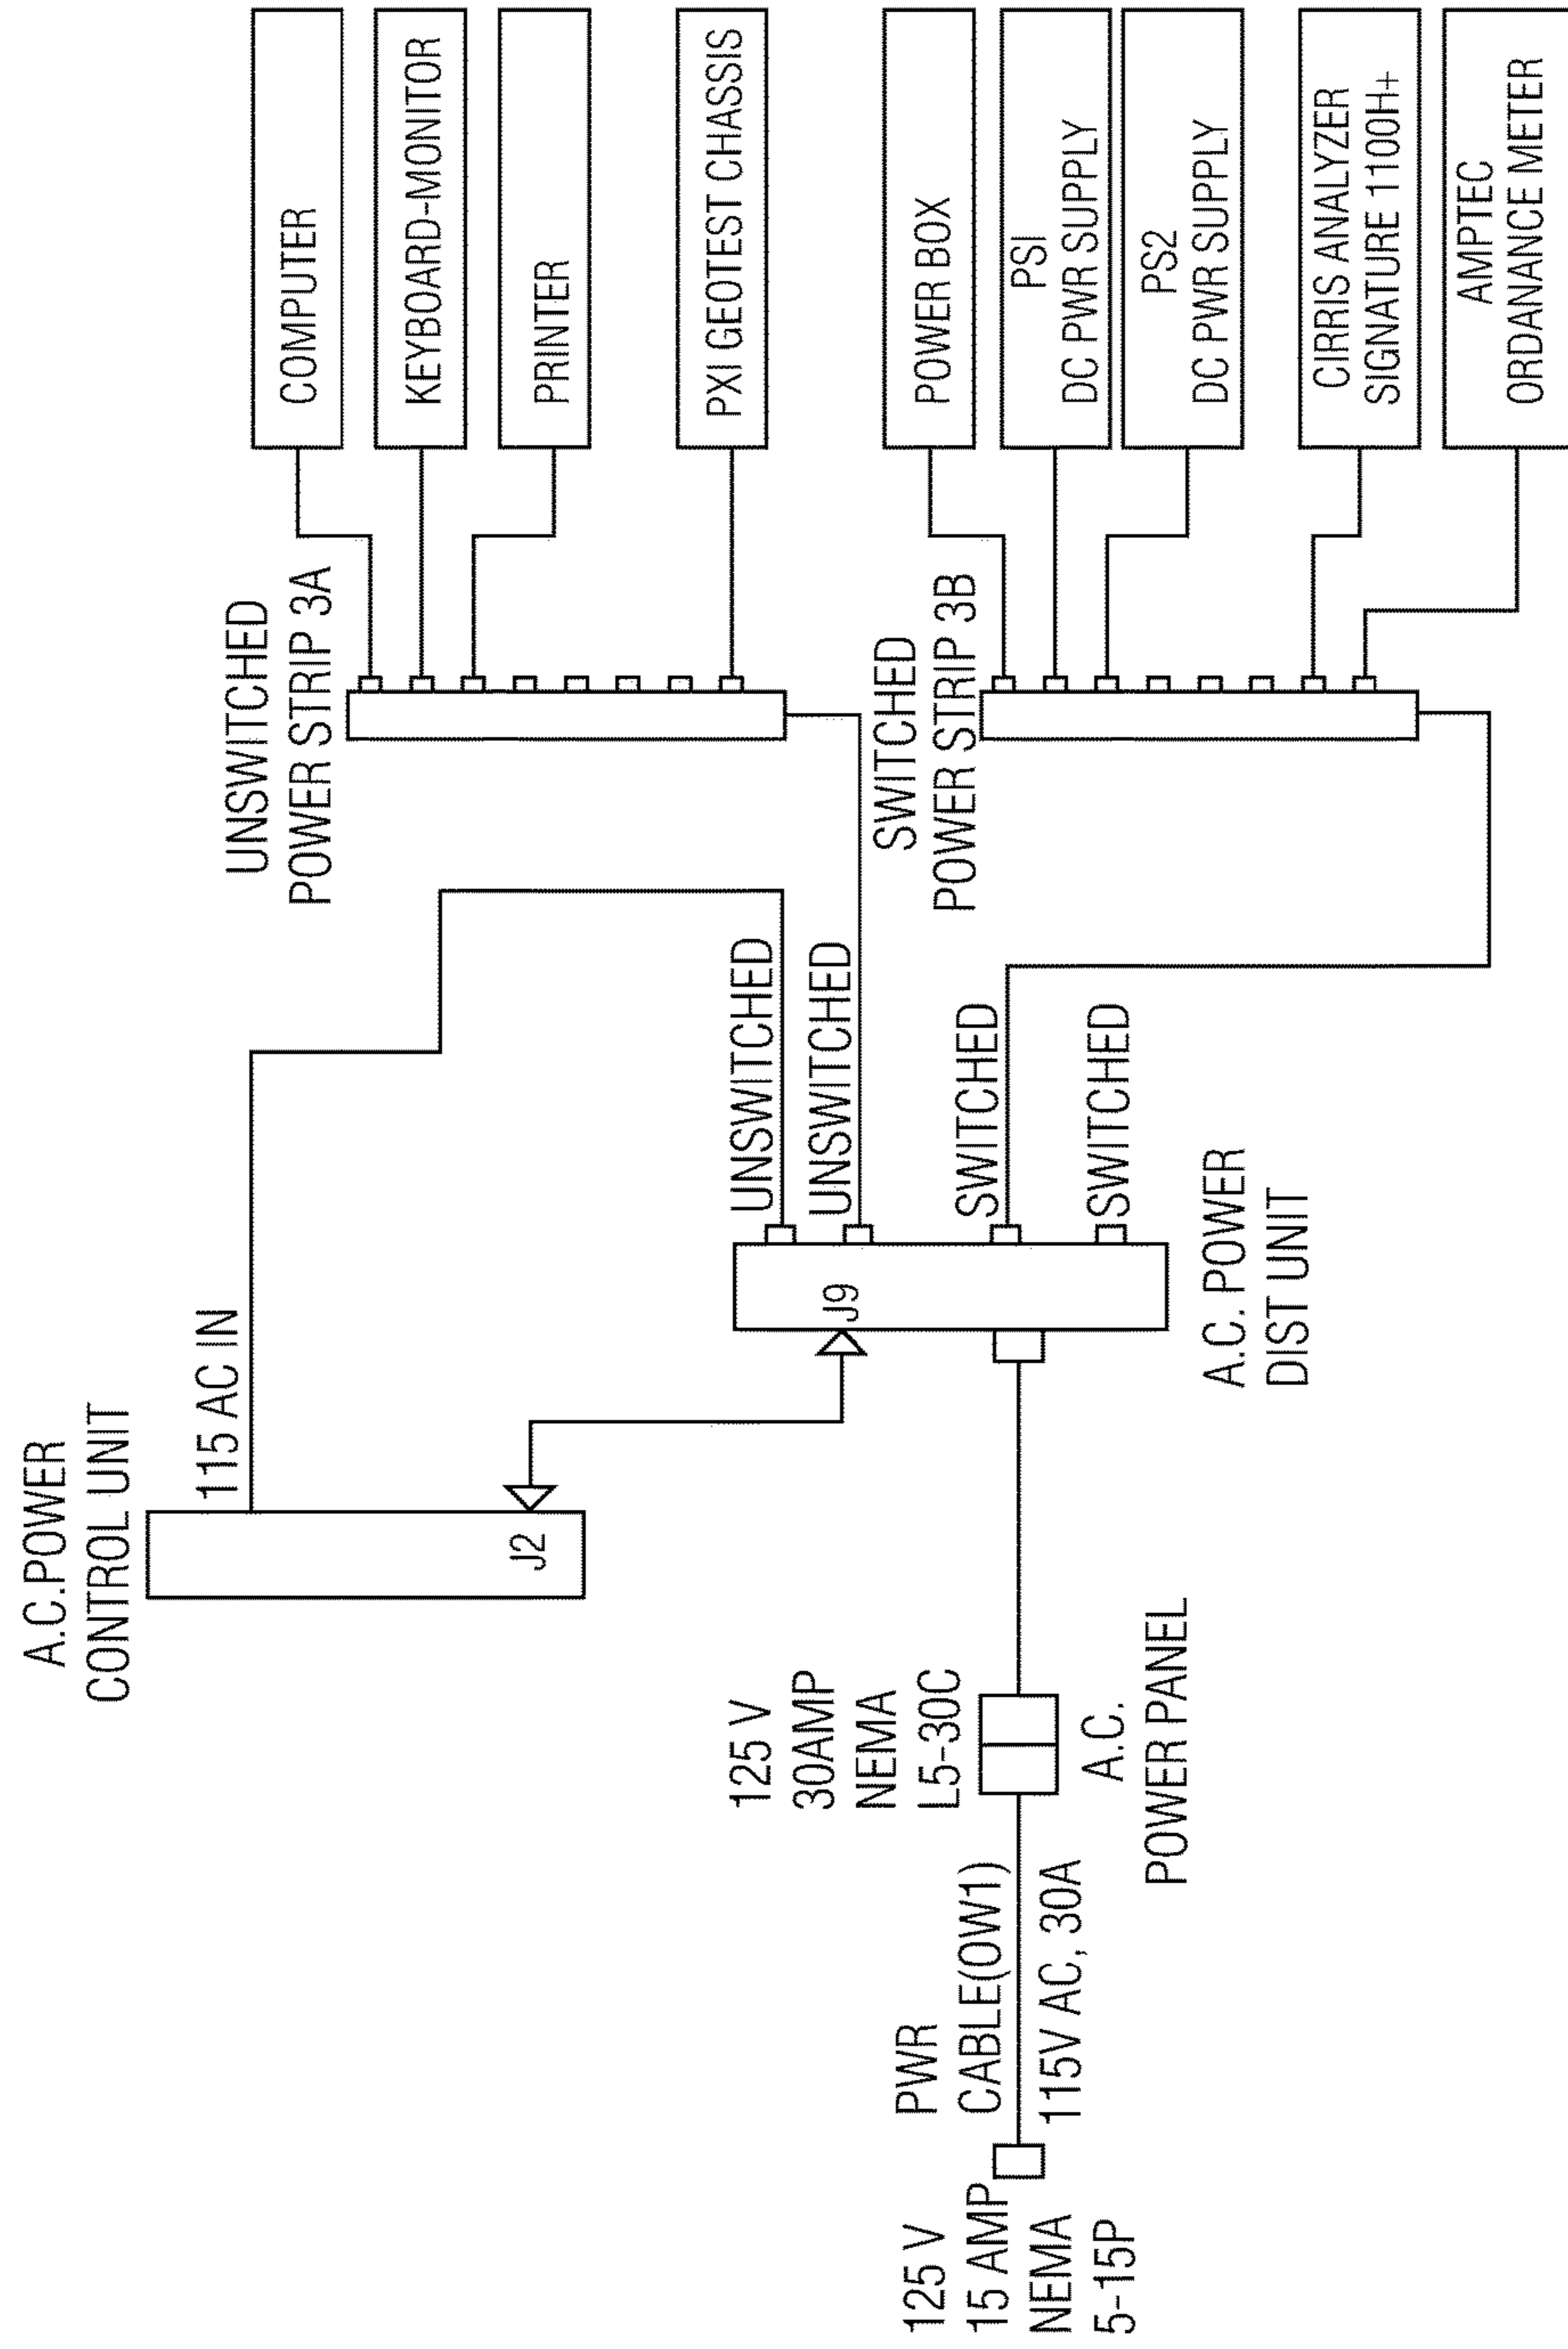 A.C.POWER
CONTROL UNIT
115 AC IN
J2
UNSWITCHED
POWER STRIP 3A
COMPUTER
KEYBOARD-MONITOR
PRINTER
PXI GEOTEST CHASSIS
125 V
15 AMP
NEMA
5-15P
PWR
CABLE(OW1)
115V AC, 30A
125 V
30AMP
NEMA
L5-30C
A.C.
POWER PANEL
J9
UNSWITCHED
UNSWITCHED
SWITCHED
SWITCHED
A.C. POWER
DIST UNIT
SWITCHED
POWER STRIP 3B
POWER BOX
PSI
DC PWR SUPPLY
PS2
DC PWR SUPPLY
CIRRIS ANALYZER
SIGNATURE 1100H+
AMPTEC
ORDANANCE METER